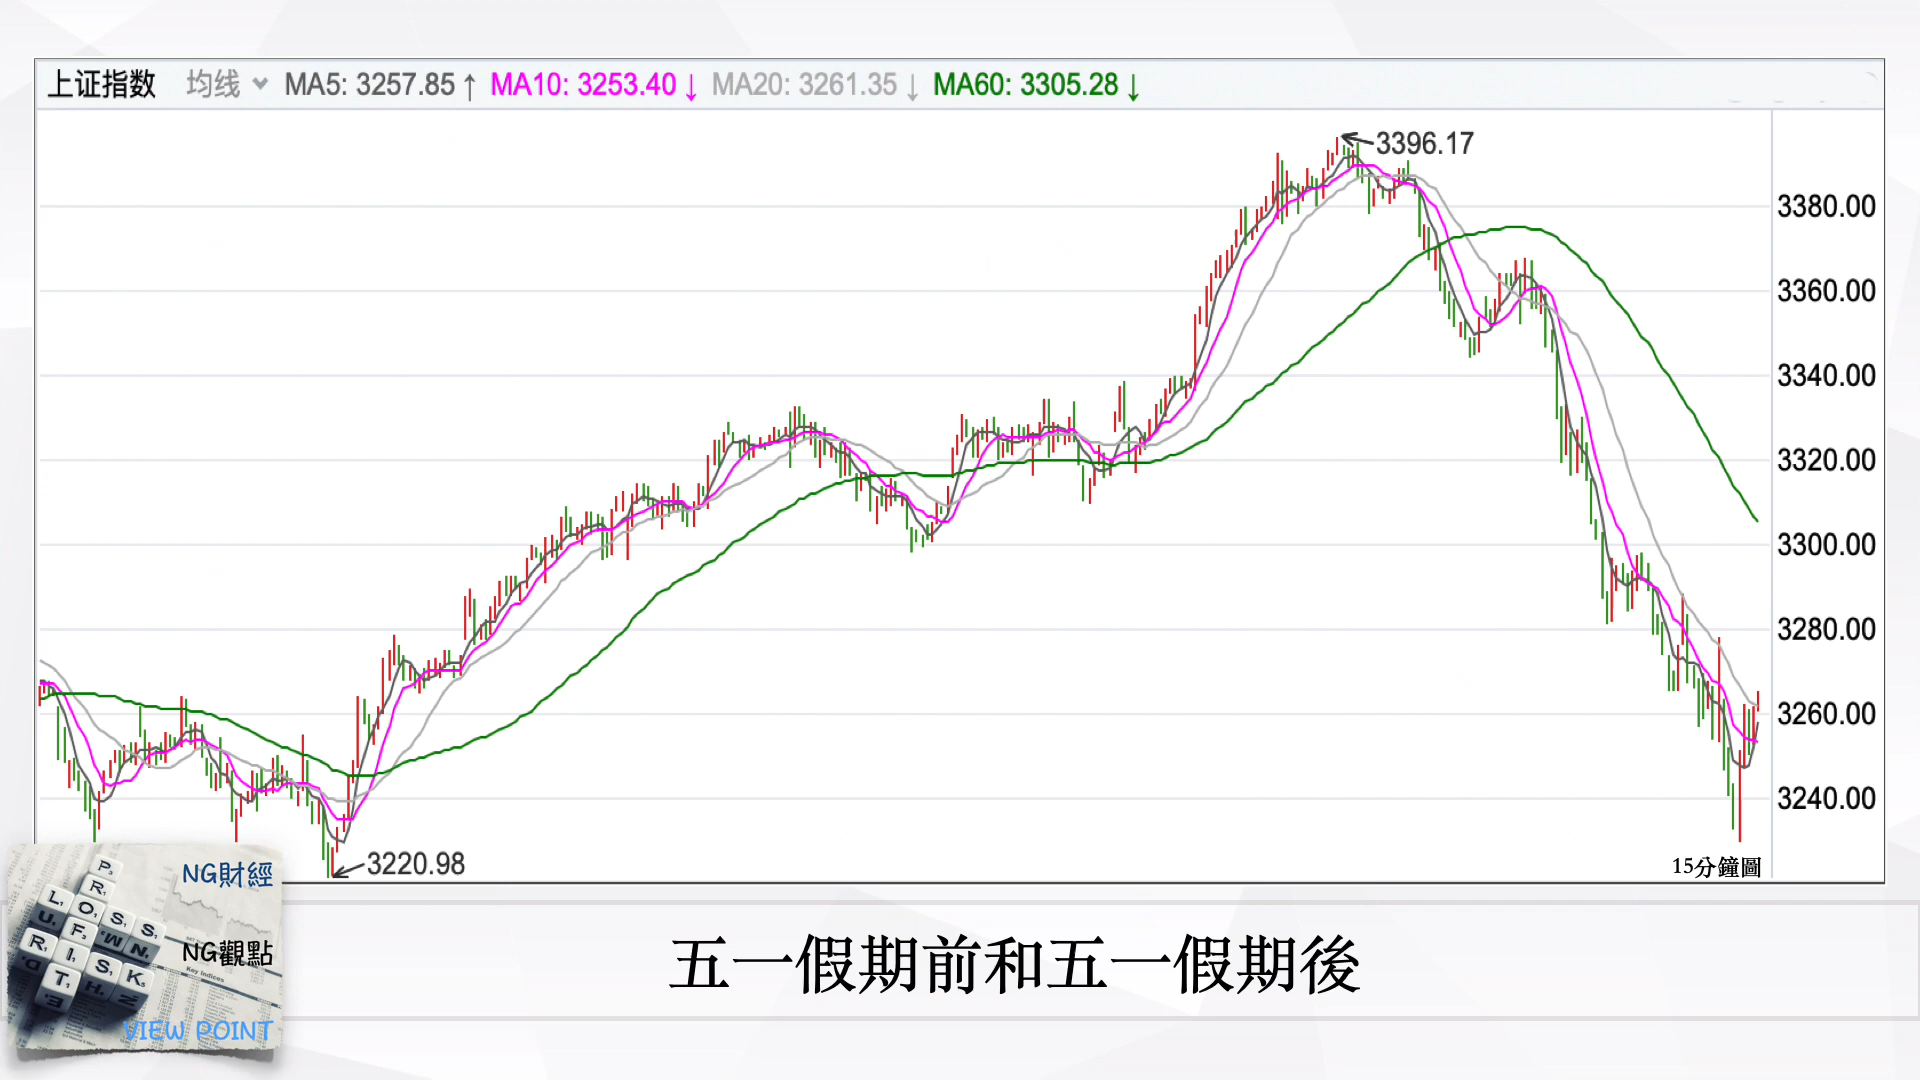 上证指数 均线 MA5: 3257.85↑ MA10: 3253.40↓ MA20: 3261.35↓ MA60: 3305.28↓
3396.17
3380.00
3360.00
3340.00
3320.00
3300.00
3280.00
3260.00
3240.00
3220.98
15分鐘圖
NG財經
NG觀點
Key Indices
VIEW POINT
五一假期前和五一假期後